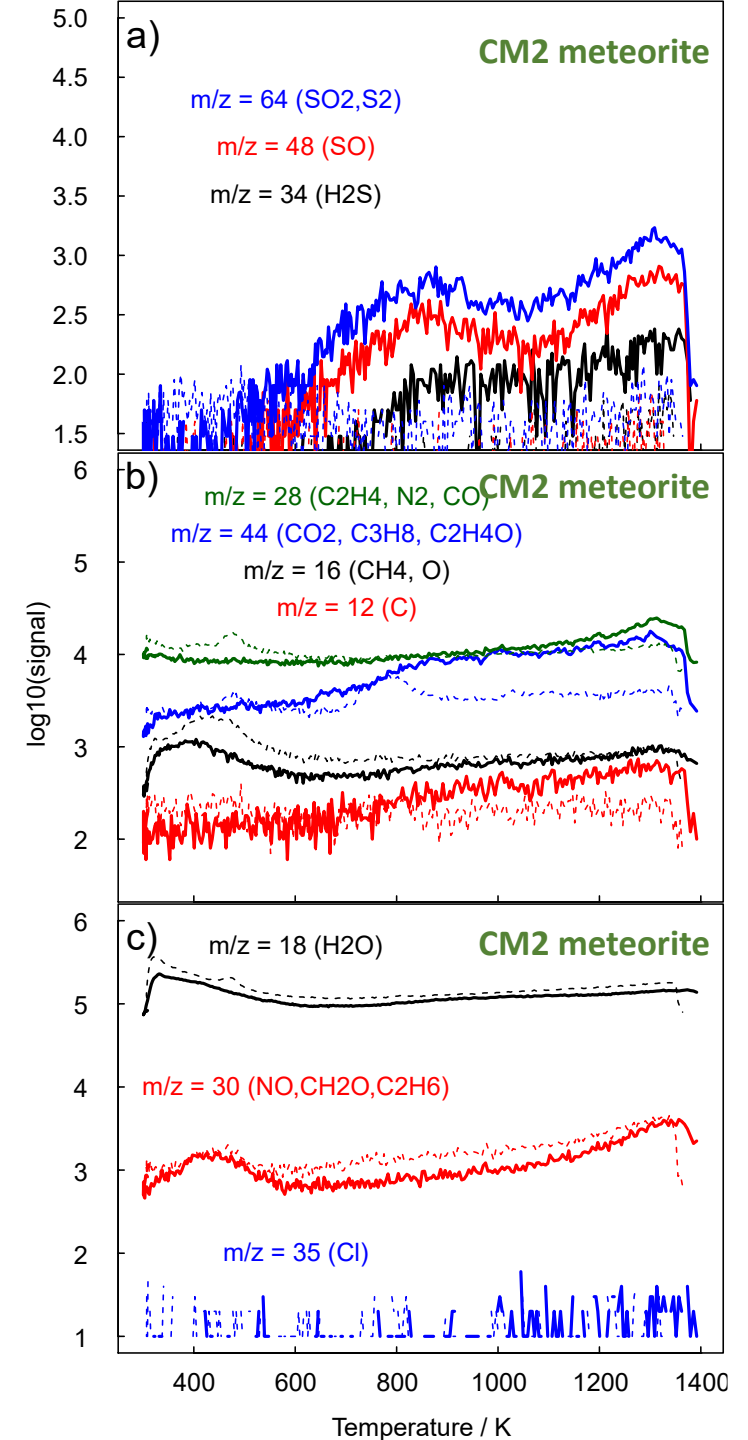 5.0
a)
CM2 meteorite
4.5
m/z = 64 (SO2,S2)
4.0
m/z = 48 (SO)
3.5
m/z = 34 (H2S)
3.0
2.5
2.0
1.5
6
b)
CM2 meteorite
m/z = 28 (C2H4, N2, CO)
m/z = 44 (CO2, C3H8, C2H4O)
m/z = 16 (CH4, O)
5
m/z = 12 (C)
4
log10(signal)
3
2
6
c)
CM2 meteorite
m/z = 18 (H2O)
5
4
m/z = 30 (NO,CH2O,C2H6)
3
2
m/z = 35 (Cl)
1
400 600 800 1000 1200 1400
Temperature / K